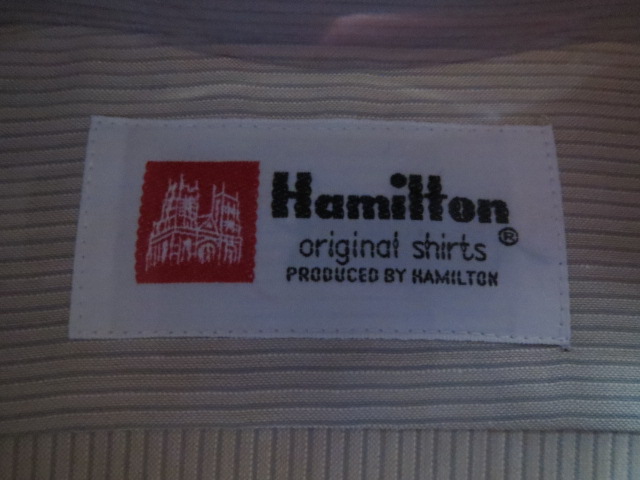 Hamilton
original shirts ®
PRODUCED BY HAMILTON